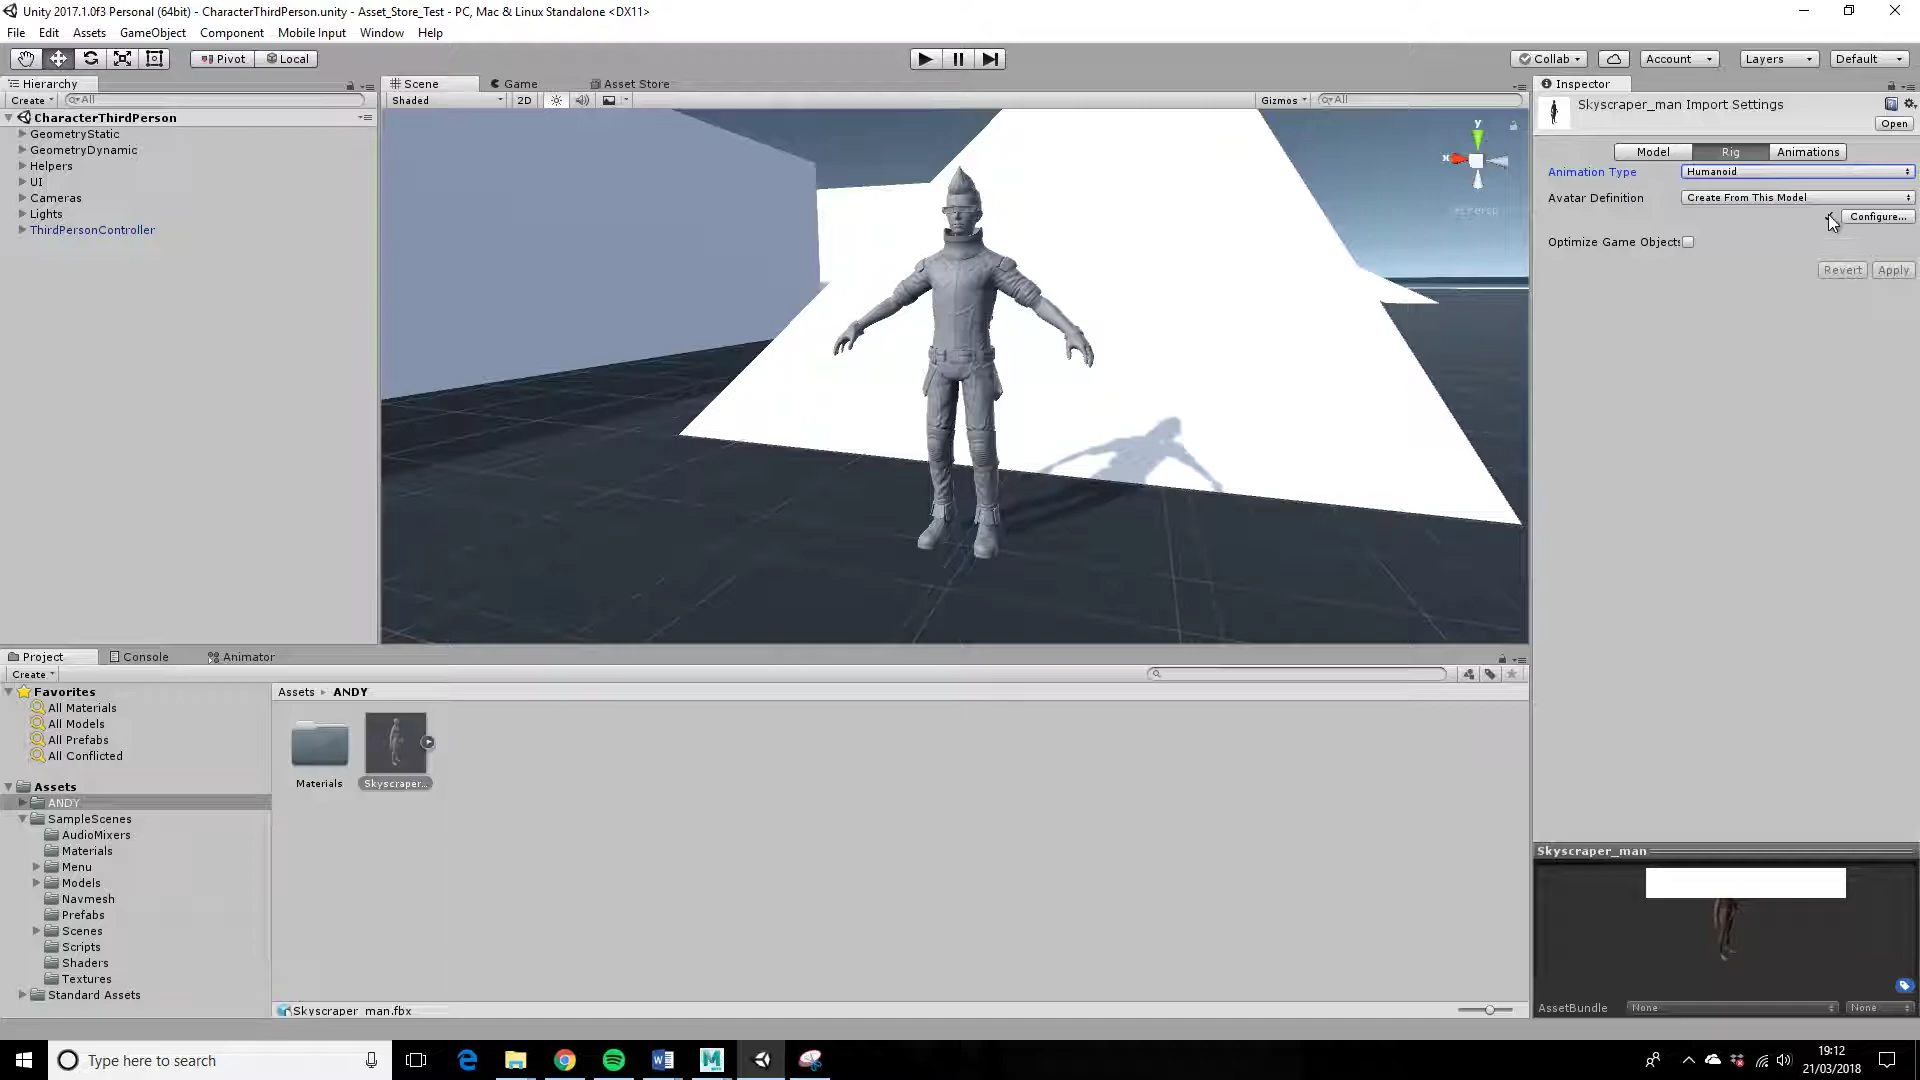 Unity 2017.1.0f3 Personal (64bit) - CharacterThirdPerson.unity - Asset_Store_Test - PC, Mac & Linux Standalone <DX11>
File Edit Assets GameObject Component Mobile Input Window Help
Pivot Local Collab Account Layers Default
Hierarchy
Create All
CharacterThirdPerson
GeometryStatic
GeometryDynamic
Helpers
UI
Cameras
Lights
ThirdPersonController
Scene Game Asset Store
Shaded 2D Gizmos All
y
x
Persp
Inspector
Skyscraper_man Import Settings
Open
Model Rig Animations
Animation Type Humanoid
Avatar Definition Create From This Model
Configure...
Optimize Game Objects
Revert Apply
Project Console Animator
Create
Favorites
All Materials
All Models
All Prefabs
All Conflicted
Assets
ANDY
SampleScenes
AudioMixers
Materials
Menu
Models
Navmesh
Prefabs
Scenes
Scripts
Shaders
Textures
Standard Assets
Assets ANDY
Materials Skyscraper...
Skyscraper_man.fbx
Skyscraper_man
AssetBundle None None
Type here to search
19:12
21/03/2018